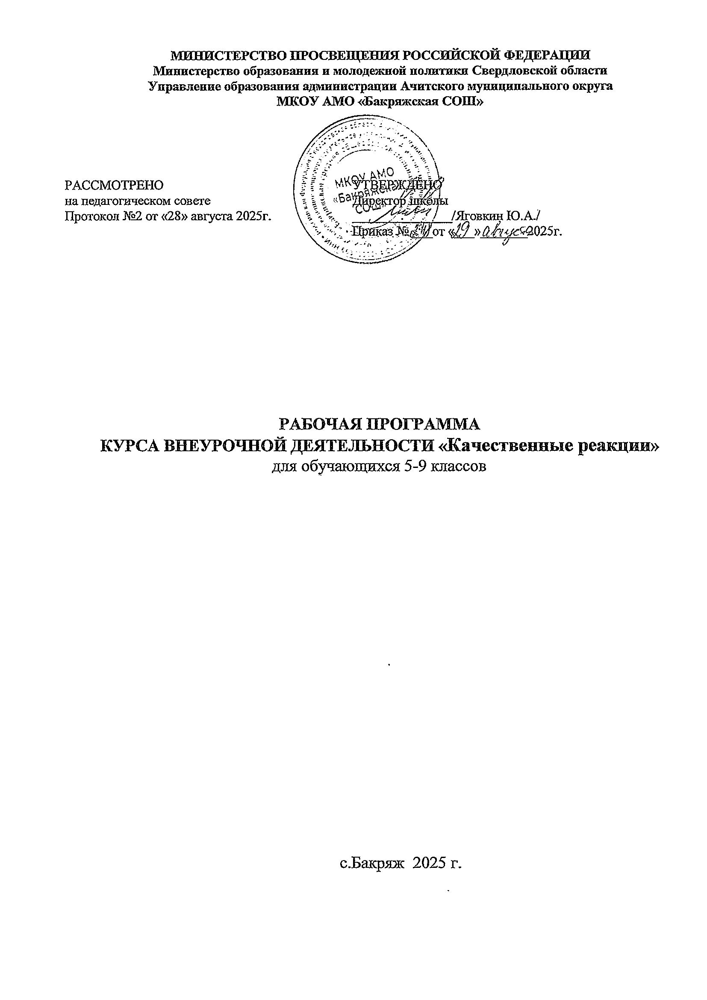 МИНИСТЕРСТВО ПРОСВЕЩЕНИЯ РОССИЙСКОЙ ФЕДЕРАЦИИ
Министерство образования и молодежной политики Свердловской области
Управление образования администрации Ачитского муниципального округа
МКОУ АМО «Бакряжская СОШ»
МКОУ АМО
«Бакряжская
СОШ»
РАССМОТРЕНО
на педагогическом совете
Протокол №2 от «28» августа 2025г.
УТВЕРЖДЕНО
Директор школы
/Яговкин Ю.А./
Приказ № от «29» августа 2025г.
РАБОЧАЯ ПРОГРАММА
КУРСА ВНЕУРОЧНОЙ ДЕЯТЕЛЬНОСТИ «Качественные реакции»
для обучающихся 5-9 классов
с.Бакряж 2025 г.